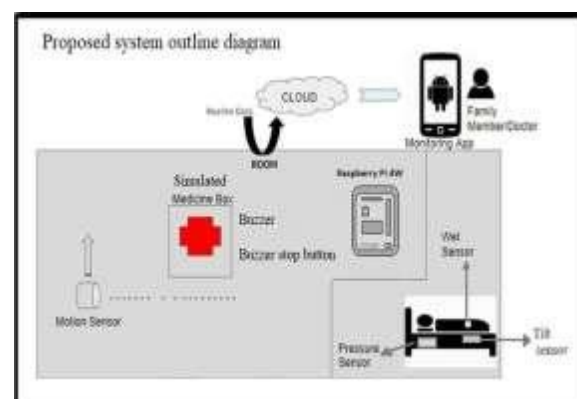 Proposed system outline diagram
CLOUD
Family
Member/Doctor
Monitoring App
ROOM
Raspberry Pi
Simulated
Medicine Box
Buzzer
Buzzer stop button
Wet
Sensor
Motion Sensor
Tilt
sensor
Pressure
Sensor